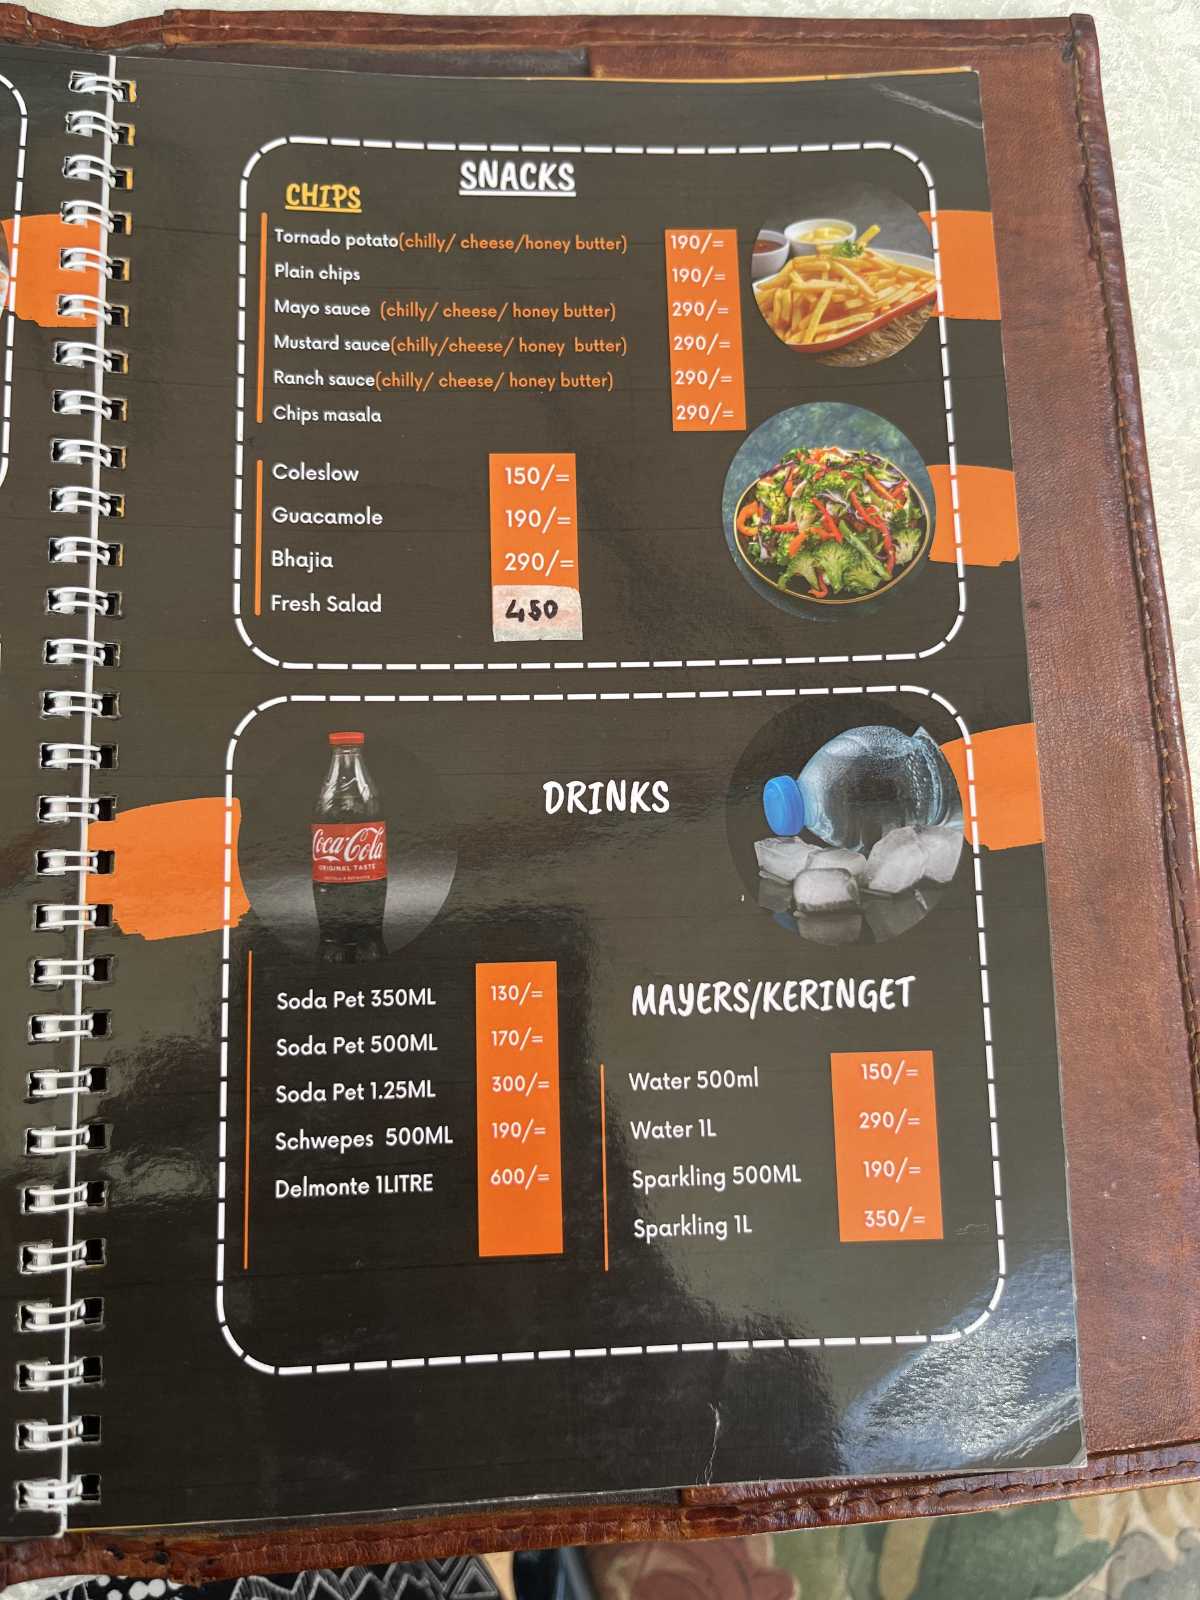 SNACKS
CHIPS
Tornado potato(chilly/ cheese/honey butter) 190/=
Plain chips 190/=
Mayo sauce (chilly/ cheese/ honey butter) 290/=
Mustard sauce(chilly/cheese/ honey butter) 290/=
Ranch sauce(chilly/ cheese/ honey butter) 290/=
Chips masala 290/=
Coleslow 150/=
Guacamole 190/=
Bhajia 290/=
Fresh Salad 450
DRINKS
Coca-Cola
ORIGINAL TASTE
Soda Pet 350ML 130/=
Soda Pet 500ML 170/=
Soda Pet 1.25ML 300/=
Schwepes 500ML 190/=
Delmonte 1LITRE 600/=
MAYERS/KERINGET
Water 500ml 150/=
Water 1L 290/=
Sparkling 500ML 190/=
Sparkling 1L 350/=